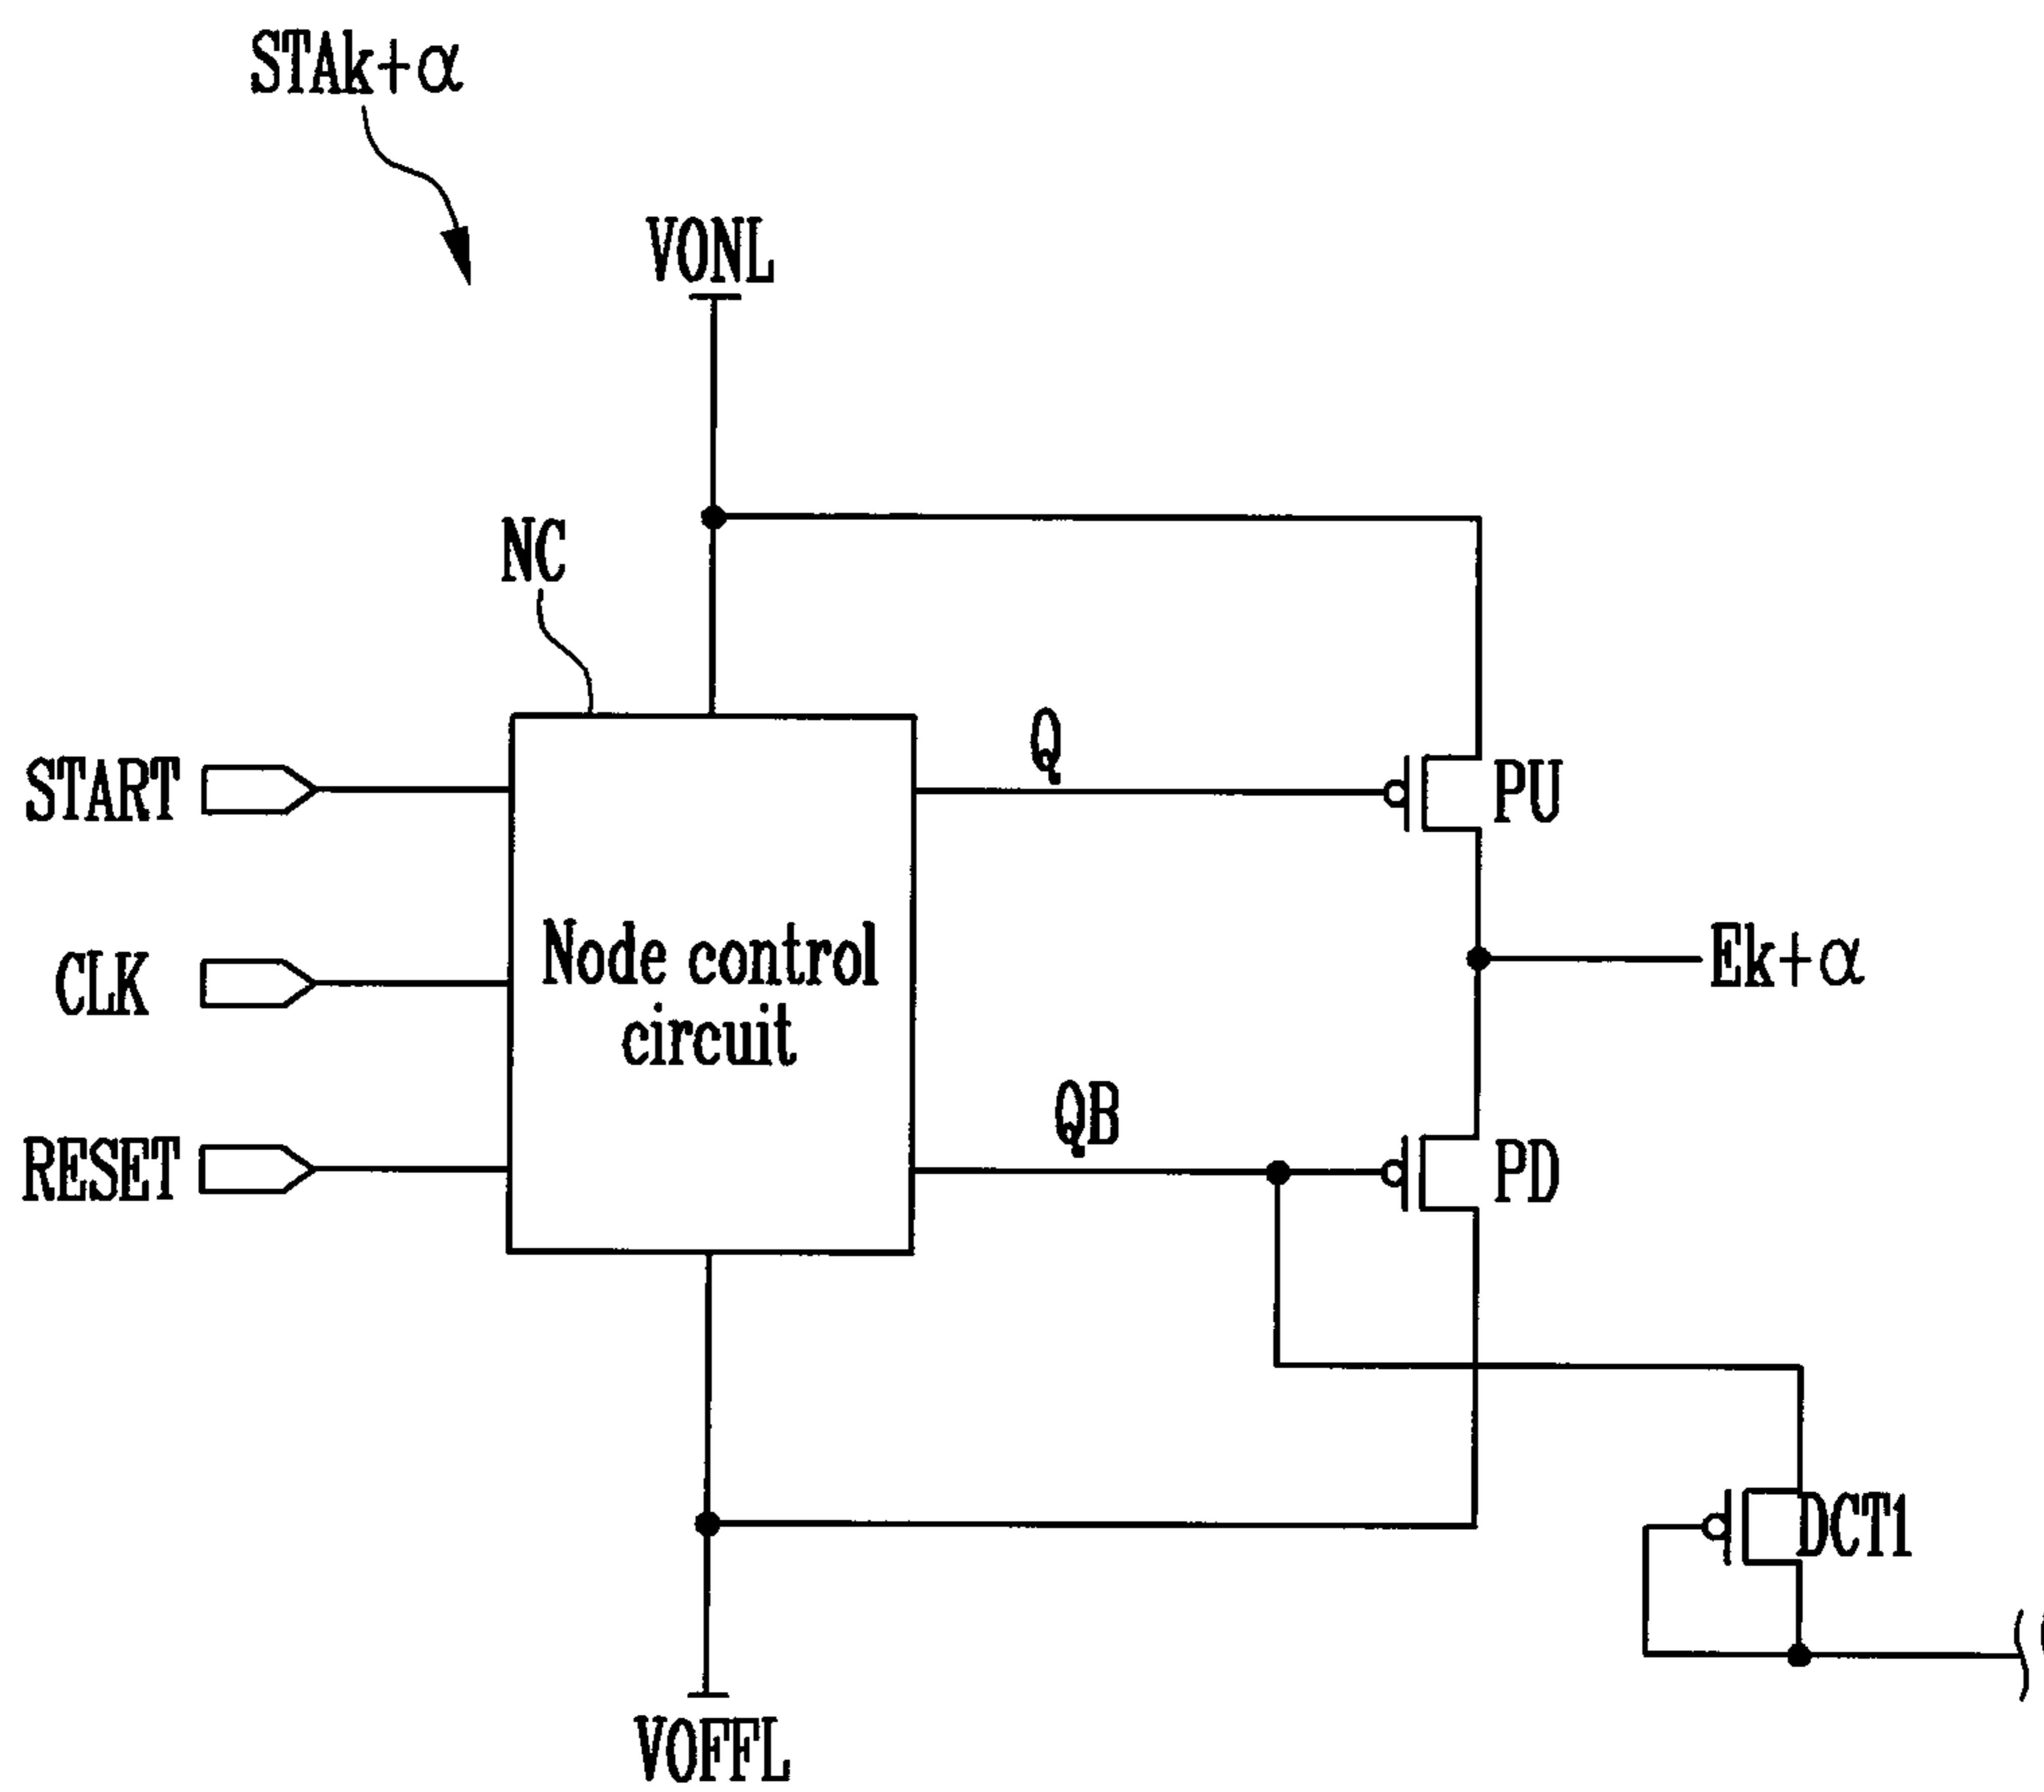 STAk+α
VONL
NC
START
Q
PU
CLK
Node control
circuit
Ek+α
QB
RESET
PD
DCT1
VOFFL